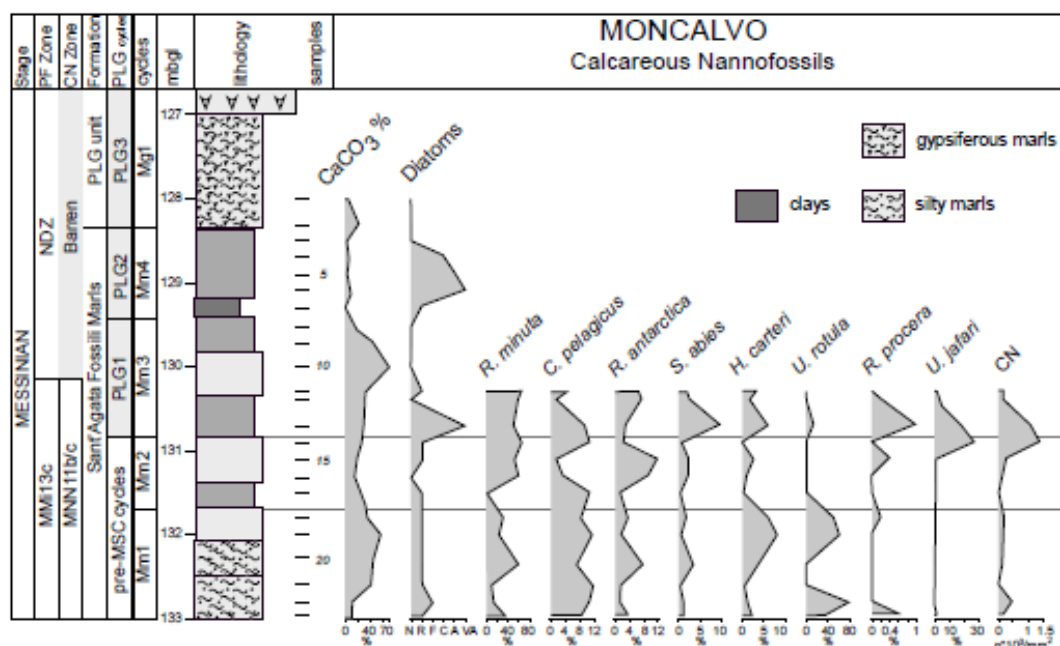 MONCALVO
Calcareous Nannofossils
Stage
PF Zone
CN Zone
Formation
PLG cycles
cycles
mbgl
lithology
samples
MESSINIAN
NDZ
MMi13c
Barren
MNN11b/c
PLG unit
Sant'Agata Fossili Marls
PLG3
PLG2
PLG1
pre-MSC cycles
Mg1
Mm4
Mm3
Mm2
Mm1
127
128
129
130
131
132
133
5
10
15
20
CaCO3 %
Diatoms
R. minuta
C. pelagicus
R. antarctica
S. abies
H. carteri
U. rotula
R. procera
U. jafari
CN
gypsiferous marls
clays
silty marls
0 40 70
%
N R F C A VA
0 40 80
%
0 4 8 12
%
0 4 8 12
%
0 5 10
%
0 5 10
%
0 40 80
%
0 0.4 1
%
0 10 30
%
0 1 1.5